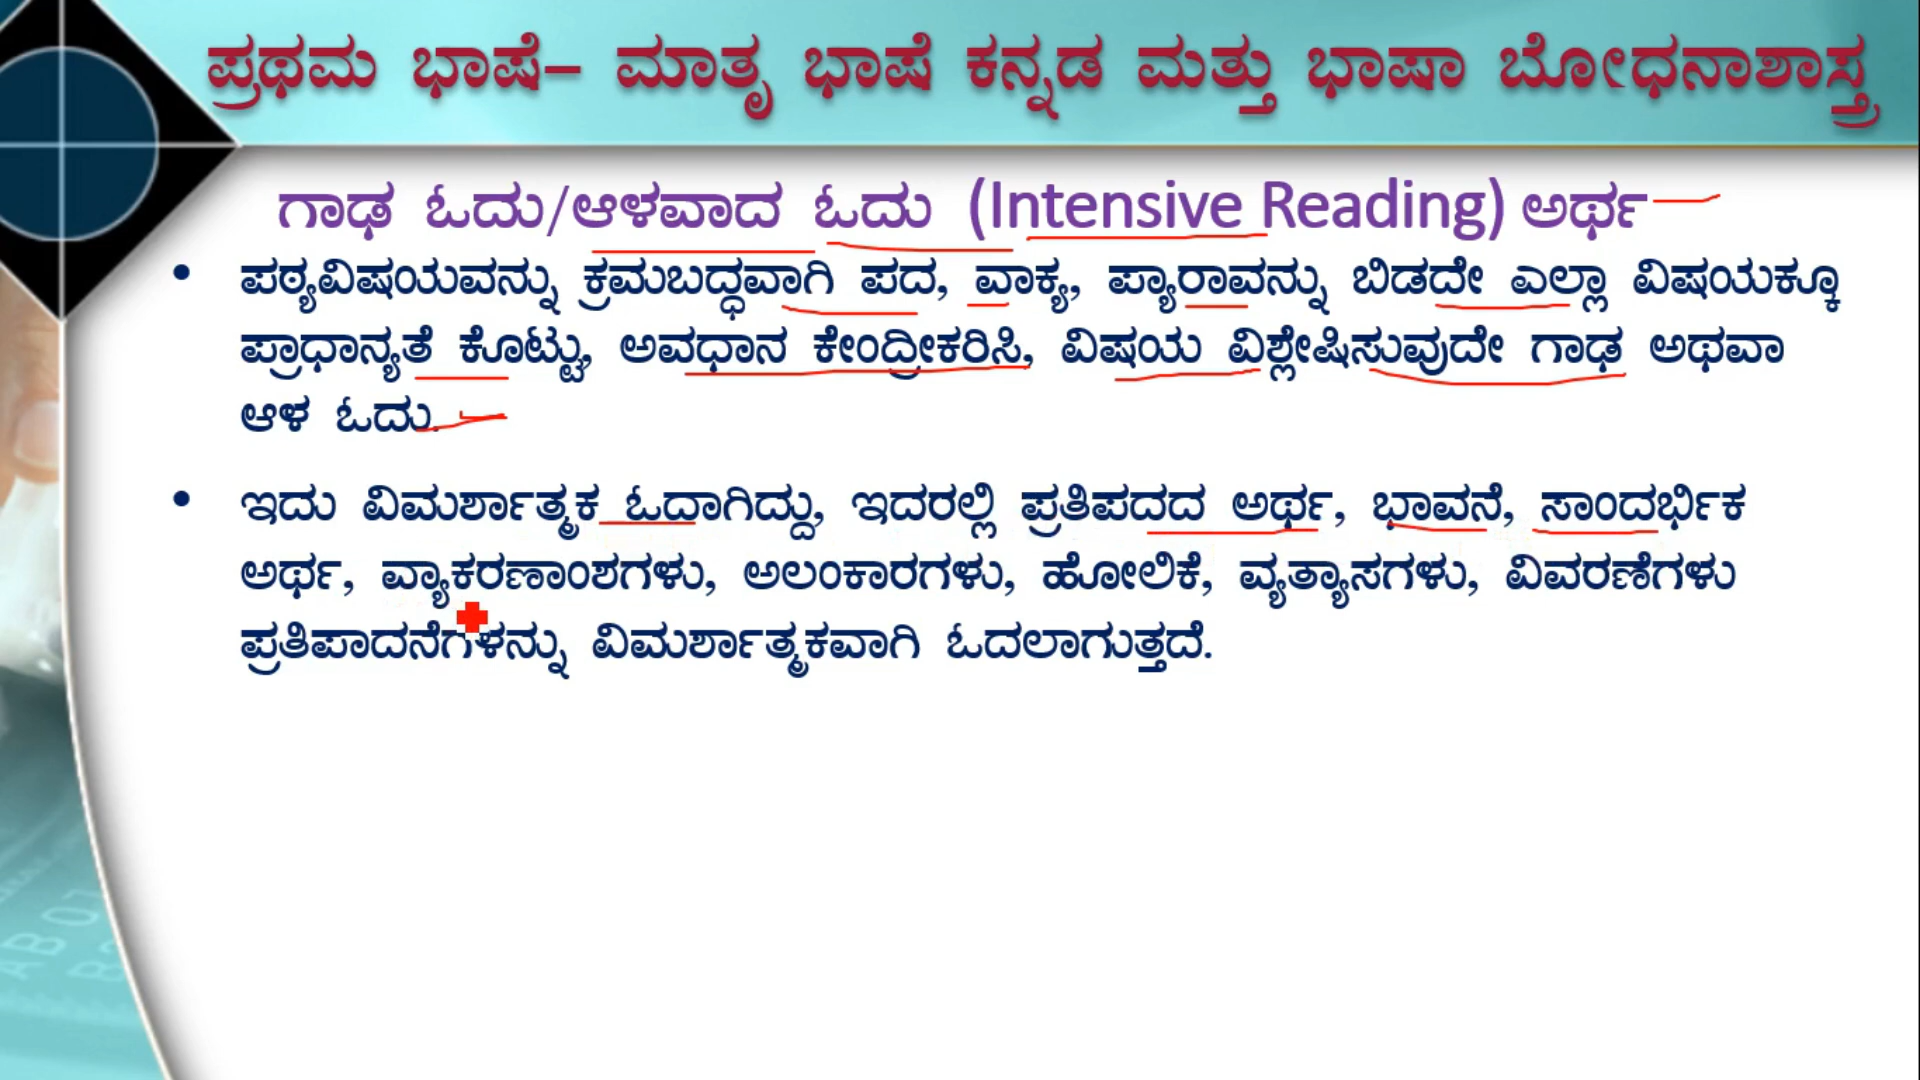 ಪ್ರಥಮ ಭಾಷೆ– ಮಾತೃ ಭಾಷೆ ಕನ್ನಡ ಮತ್ತು ಭಾಷಾ ಬೋಧನಾಶಾಸ್ತ್ರ
ಗಾಢ ಓದು/ಆಳವಾದ ಓದು (Intensive Reading) ಅರ್ಥ
• ಪಠ್ಯವಿಷಯವನ್ನು ಕ್ರಮಬದ್ಧವಾಗಿ ಪದ, ವಾಕ್ಯ, ಪ್ಯಾರಾವನ್ನು ಬಿಡದೇ ಎಲ್ಲಾ ವಿಷಯಕ್ಕೂ
ಪ್ರಾಧಾನ್ಯತೆ ಕೊಟ್ಟು, ಅವಧಾನ ಕೇಂದ್ರೀಕರಿಸಿ, ವಿಷಯ ವಿಶ್ಲೇಷಿಸುವುದೇ ಗಾಢ ಅಥವಾ
ಆಳ ಓದು.
• ಇದು ವಿಮರ್ಶಾತ್ಮಕ ಓದಾಗಿದ್ದು, ಇದರಲ್ಲಿ ಪ್ರತಿಪದದ ಅರ್ಥ, ಭಾವನೆ, ಸಾಂದರ್ಭಿಕ
ಅರ್ಥ, ವ್ಯಾಕರಣಾಂಶಗಳು, ಅಲಂಕಾರಗಳು, ಹೋಲಿಕೆ, ವ್ಯತ್ಯಾಸಗಳು, ವಿವರಣೆಗಳು
ಪ್ರತಿಪಾದನೆಗಳನ್ನು ವಿಮರ್ಶಾತ್ಮಕವಾಗಿ ಓದಲಾಗುತ್ತದೆ.